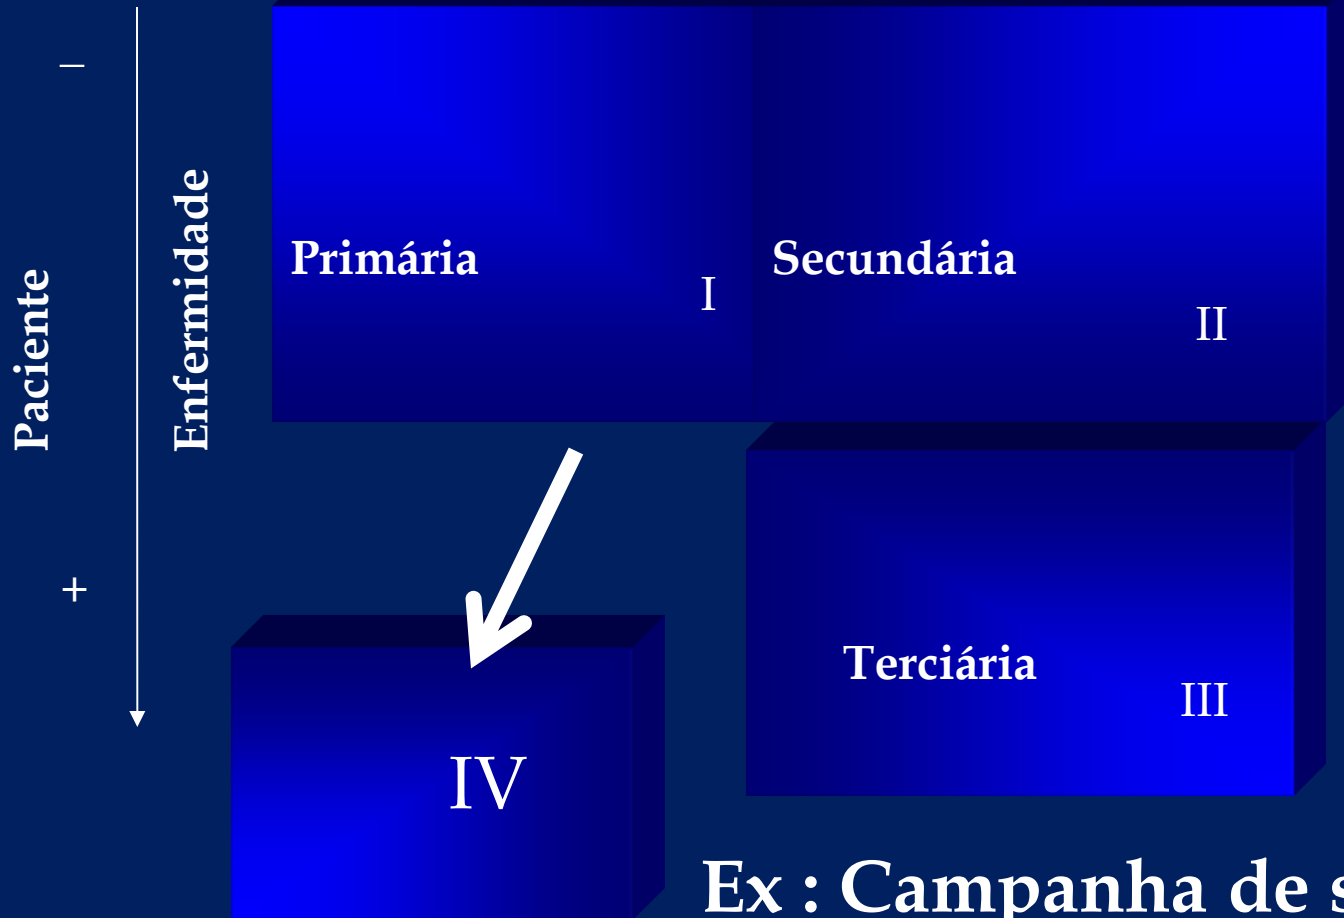 –
Paciente
Enfermidade
+
Primária
I
Secundária
II
Terciária
III
IV
Ex : Campanha de